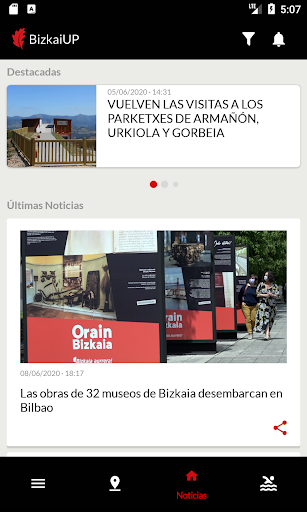 LTE 5:07
BizkaiUP
Destacadas
05/06/2020 · 14:31
VUELVEN LAS VISITAS A LOS
PARKETXES DE ARMAÑÓN,
URKIOLA Y GORBEIA
Últimas Noticias
Orain
Bizkaia
Bizkaia aurrera!
08/06/2020 · 18:17
Las obras de 32 museos de Bizkaia desembarcan en
Bilbao
Noticias